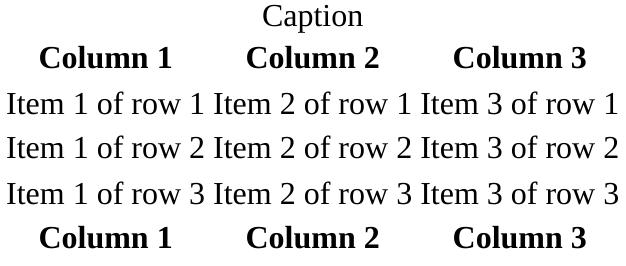 Caption
Column 1 Column 2 Column 3
Item 1 of row 1 Item 2 of row 1 Item 3 of row 1
Item 1 of row 2 Item 2 of row 2 Item 3 of row 2
Item 1 of row 3 Item 2 of row 3 Item 3 of row 3
Column 1 Column 2 Column 3